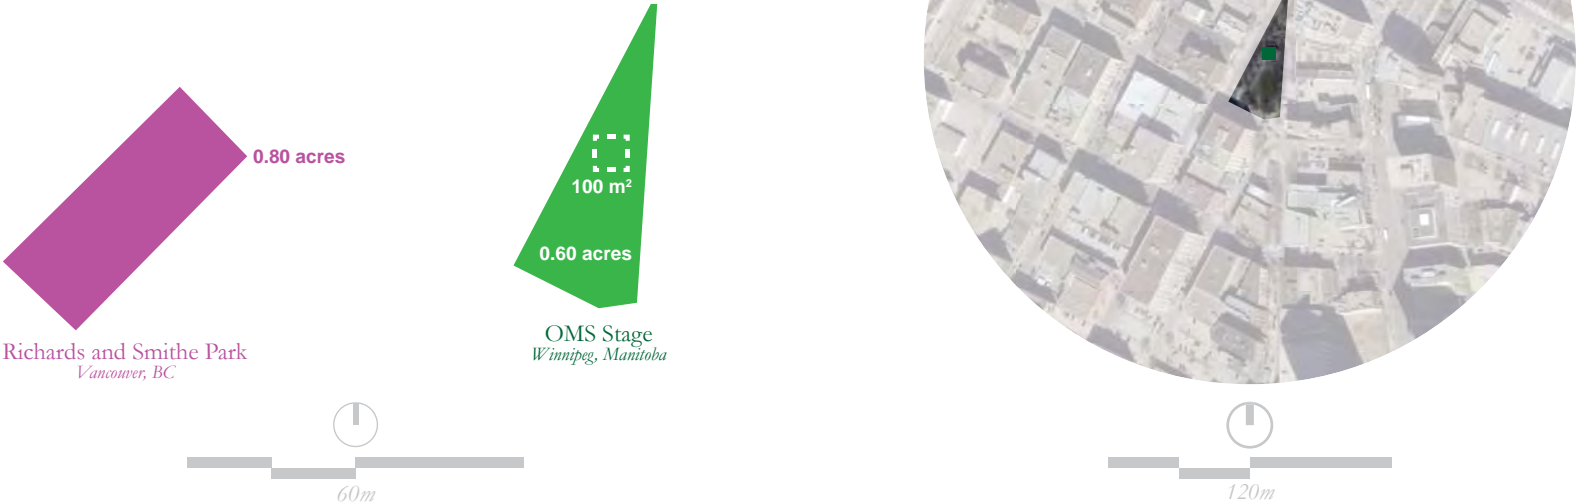 0.80 acres
100 m²
0.60 acres
Richards and Smithe Park
Vancouver, BC
OMS Stage
Winnipeg, Manitoba
60m
120m